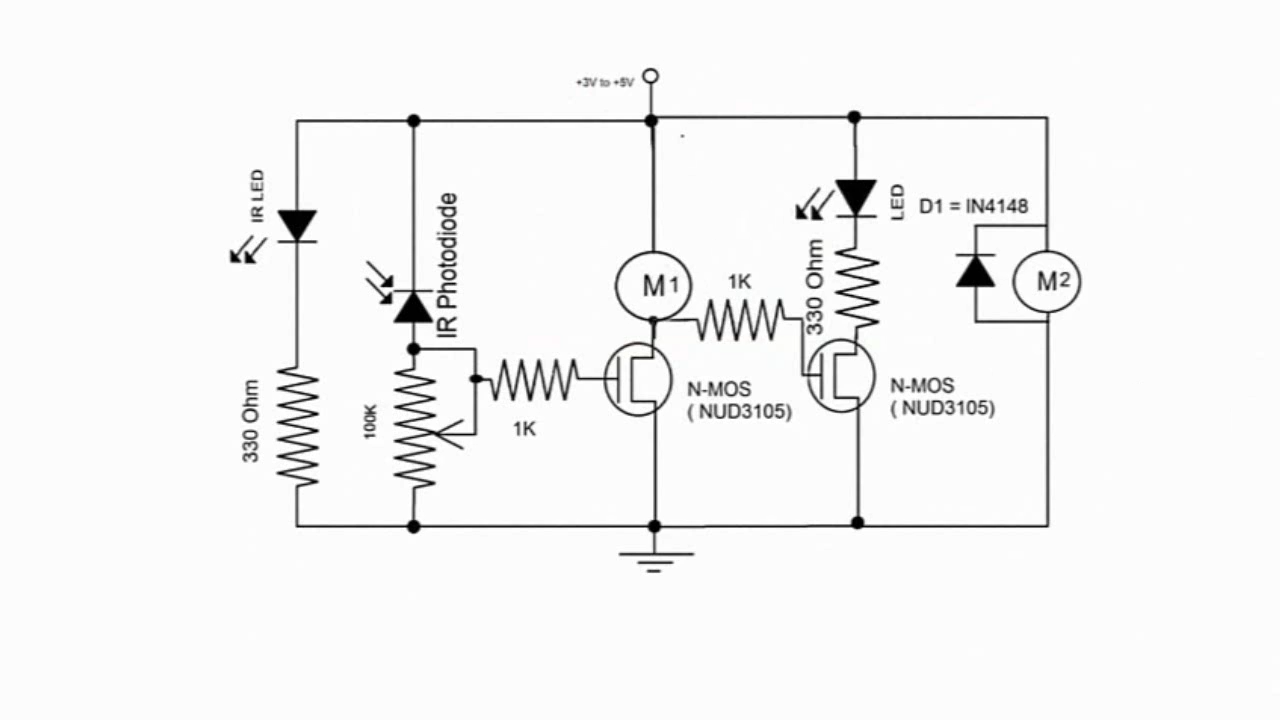 +3V to +5V
IR LED
IR Photodiode
LED
D1 = IN4148
330 Ohm
M1
1K
M2
330 Ohm
100K
1K
N-MOS
( NUD3105)
N-MOS
( NUD3105)